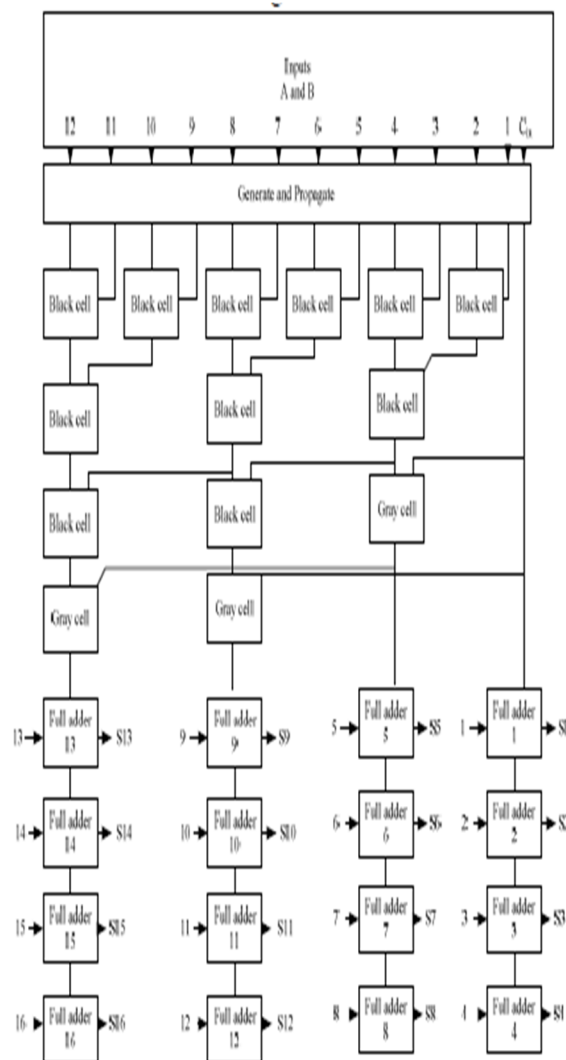 Inputs
A and B
12 11 10 9 8 7 6 5 4 3 2 1 Cin
Generate and Propagate
Black cell Black cell Black cell Black cell Black cell Black cell
Black cell Black cell Black cell
Black cell Black cell Gray cell
Gray cell Gray cell
13 Full adder 13 S13
9 Full adder 9 S9
5 Full adder 5 S5
1 Full adder 1
14 Full adder 14 S14
10 Full adder 10 S10
6 Full adder 6 S6
2 Full adder 2
15 Full adder 15 S15
11 Full adder 11 S11
7 Full adder 7 S7
3 Full adder 3 S3
16 Full adder 16 S16
12 Full adder 12 S12
8 Full adder 8 S8
4 Full adder 4 S4